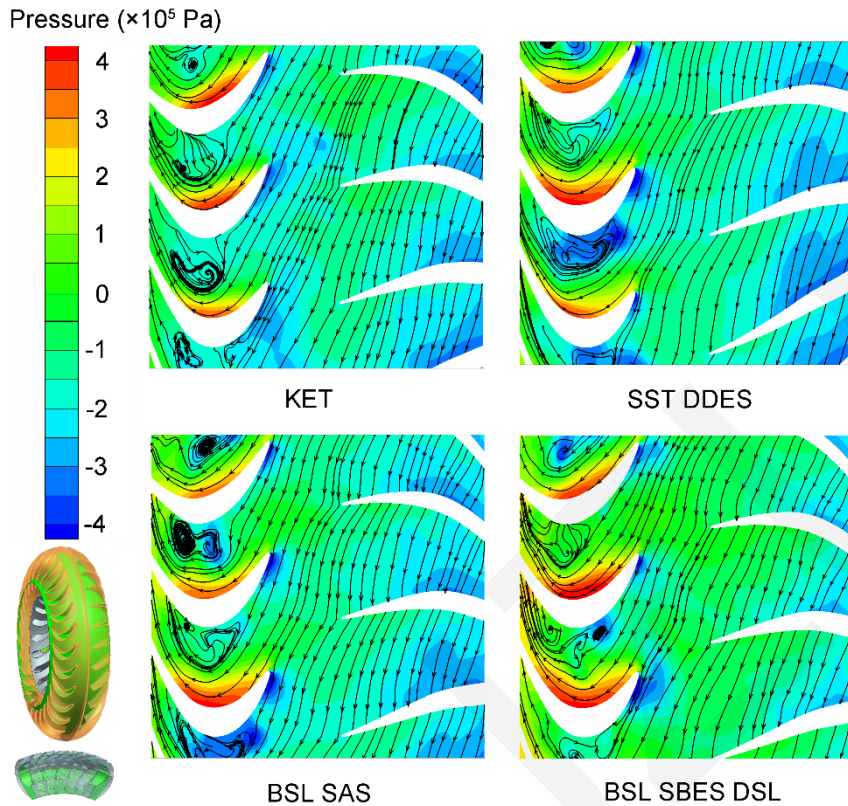 Pressure (×10⁵ Pa)
4
3
2
1
0
-1
-2
-3
-4
KET
SST DDES
BSL SAS
BSL SBES DSL